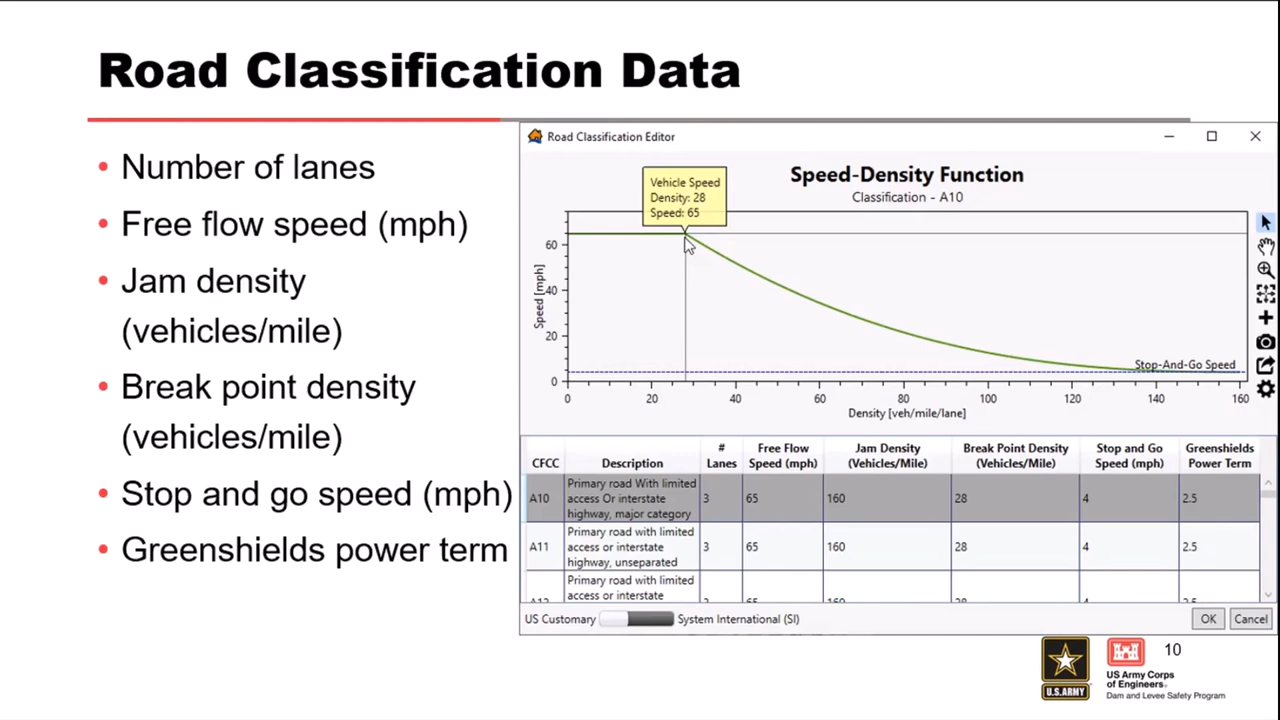 Road Classification Data
• Number of lanes
• Free flow speed (mph)
• Jam density
(vehicles/mile)
• Break point density
(vehicles/mile)
• Stop and go speed (mph)
• Greenshields power term
Road Classification Editor
Speed-Density Function
Classification - A10
Vehicle Speed
Density: 28
Speed: 65
Speed [mph]
60
40
20
0
Stop-And-Go Speed
0 20 40 60 80 100 120 140 160
Density [veh/mile/lane]
CFCC Description # Lanes Free Flow Speed (mph) Jam Density (Vehicles/Mile) Break Point Density (Vehicles/Mile) Stop and Go Speed (mph) Greenshields Power Term
Primary road With limited
A10 access Or interstate 3 65 160 28 4 2.5
highway, major category
Primary road with limited
A11 access or interstate 3 65 160 28 4 2.5
highway, unseparated
Primary road with limited
access or interstate
US Customary System International (SI) OK Cancel
10
U.S.ARMY
US Army Corps
of Engineers®
Dam and Levee Safety Program